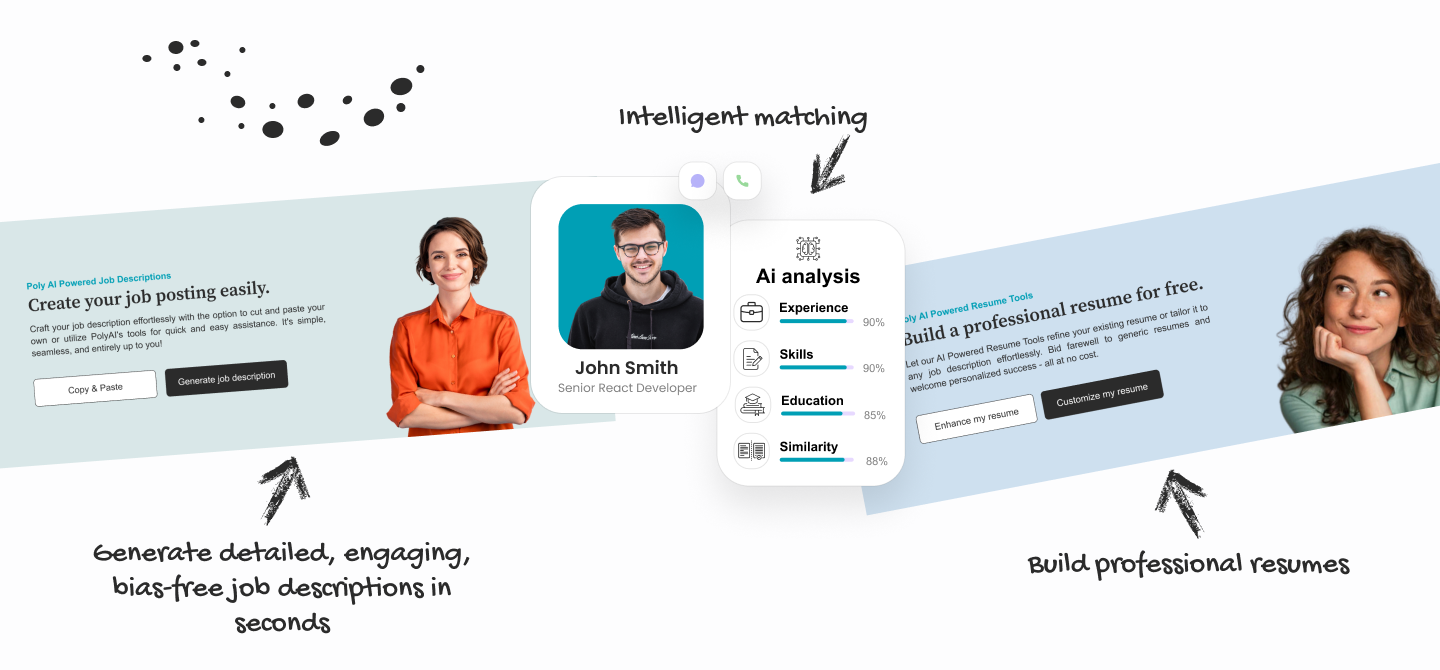 Intelligent matching
Poly AI Powered Job Descriptions
Create your job posting easily.
Craft your job description effortlessly with the option to cut and paste your
own or utilize PolyAI's tools for quick and easy assistance. It's simple,
seamless, and entirely up to you!
Copy & Paste
Generate job description
Generate detailed, engaging,
bias-free job descriptions in
seconds
John Smith
Senior React Developer
Ai analysis
Experience
90%
Skills
90%
Education
85%
Similarity
88%
oly AI Powered Resume Tools
Build a professional resume for free.
Let our AI Powered Resume Tools refine your existing resume or tailor it to
any job description effortlessly. Bid farewell to generic resumes and
welcome personalized success - all at no cost.
Enhance my resume
Customize my resume
Build professional resumes